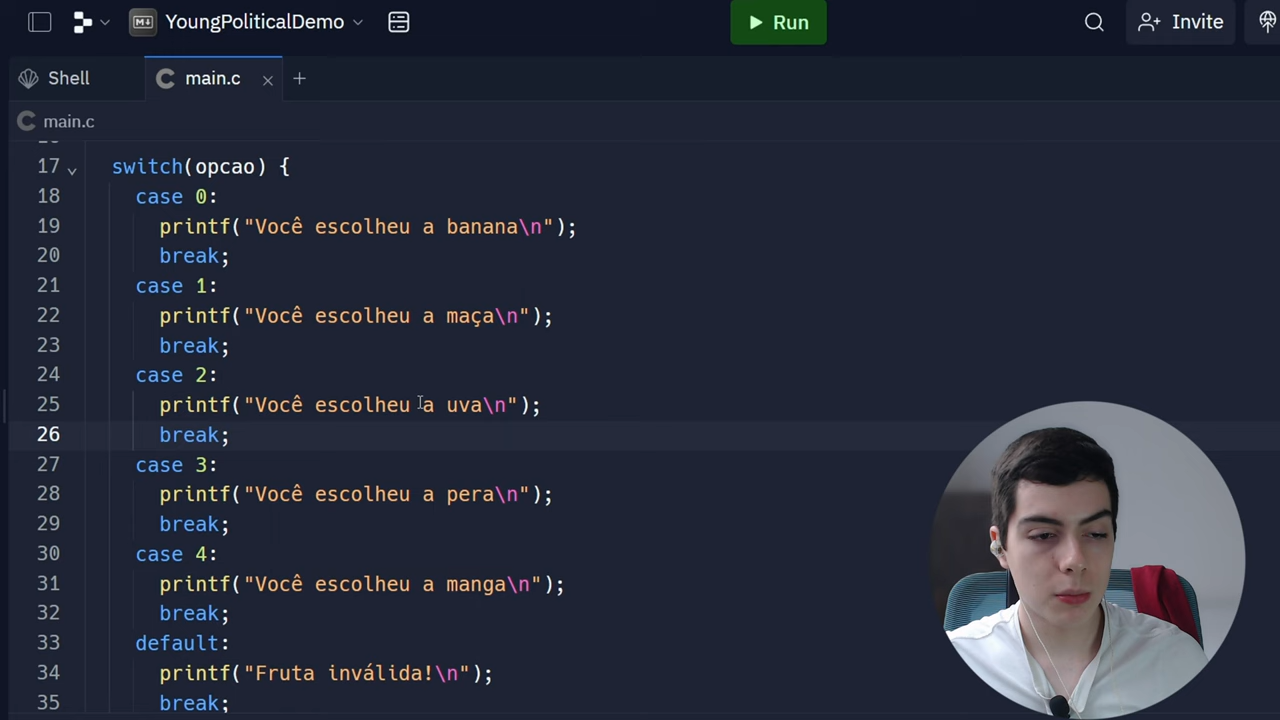 YoungPoliticalDemo
Run
Invite
Shell
main.c
main.c
17 switch(opcao) {
18 case 0:
19 printf("Você escolheu a banana\n");
20 break;
21 case 1:
22 printf("Você escolheu a maça\n");
23 break;
24 case 2:
25 printf("Você escolheu a uva\n");
26 break;
27 case 3:
28 printf("Você escolheu a pera\n");
29 break;
30 case 4:
31 printf("Você escolheu a manga\n");
32 break;
33 default:
34 printf("Fruta inválida!\n");
35 break;